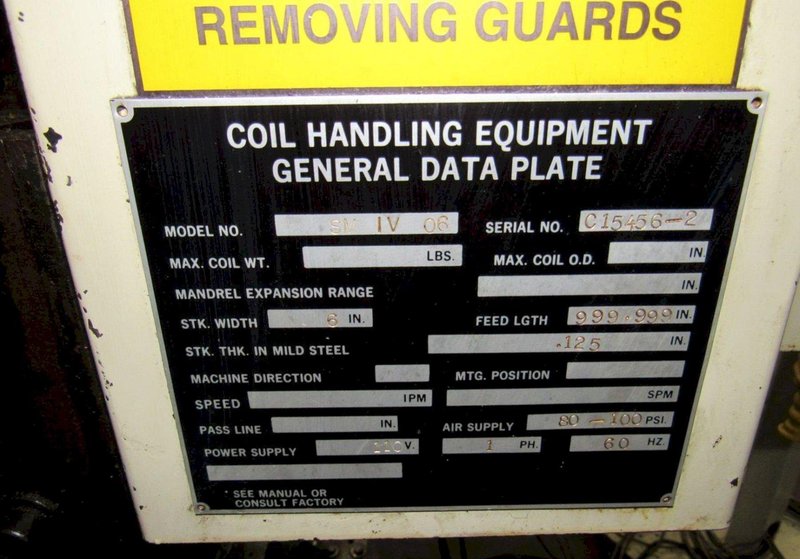 REMOVING GUARDS
COIL HANDLING EQUIPMENT
GENERAL DATA PLATE
MODEL NO. SM IV 06 SERIAL NO. C15456-2
MAX. COIL WT. LBS. MAX. COIL O.D. IN.
MANDREL EXPANSION RANGE IN.
STK. WIDTH 6 IN. FEED LGTH 999.999 IN.
STK. THK. IN MILD STEEL .125 IN.
MACHINE DIRECTION MTG. POSITION
SPEED IPM SPM
PASS LINE IN. AIR SUPPLY 80-100 PSI.
POWER SUPPLY 110 V. 1 PH. 60 HZ.
SEE MANUAL OR
CONSULT FACTORY